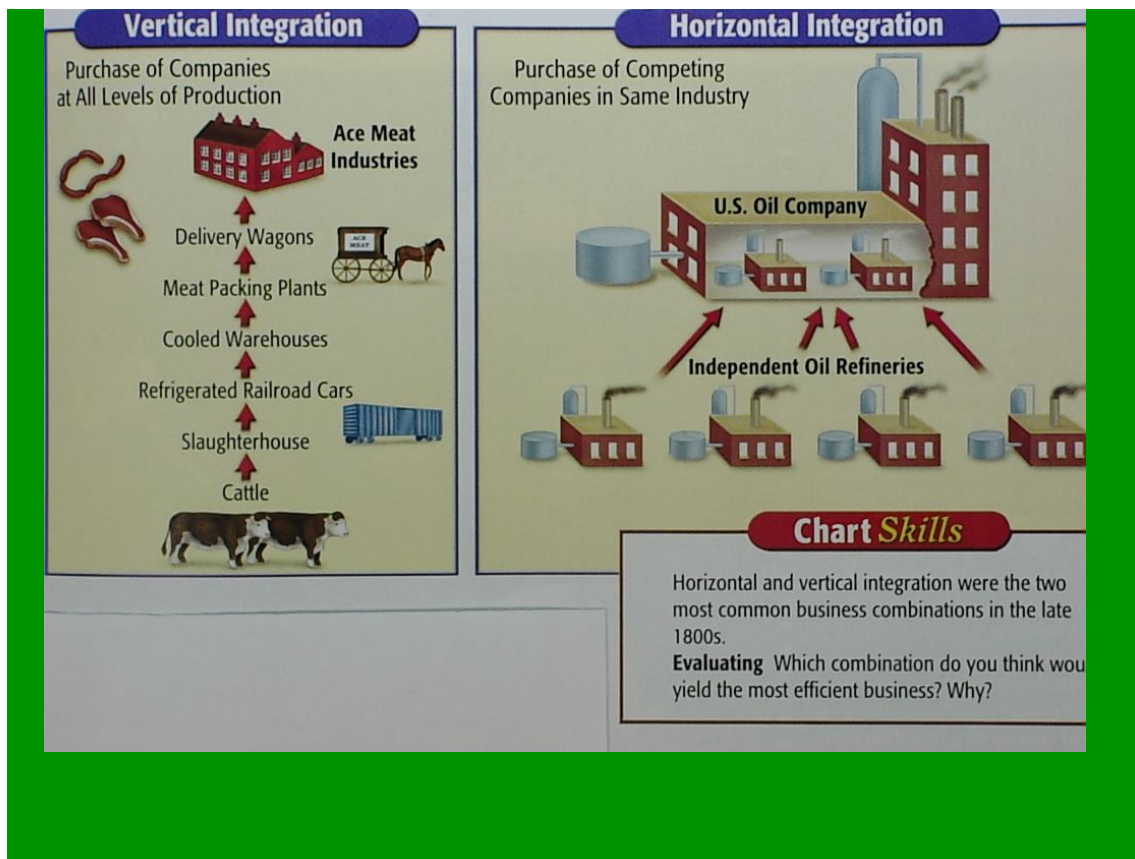 Vertical Integration
Purchase of Companies
at All Levels of Production
Ace Meat
Industries
Delivery Wagons
ACE
MEAT
Meat Packing Plants
Cooled Warehouses
Refrigerated Railroad Cars
Slaughterhouse
Cattle
Horizontal Integration
Purchase of Competing
Companies in Same Industry
U.S. Oil Company
Independent Oil Refineries
Chart Skills
Horizontal and vertical integration were the two
most common business combinations in the late
1800s.
Evaluating Which combination do you think wou
yield the most efficient business? Why?